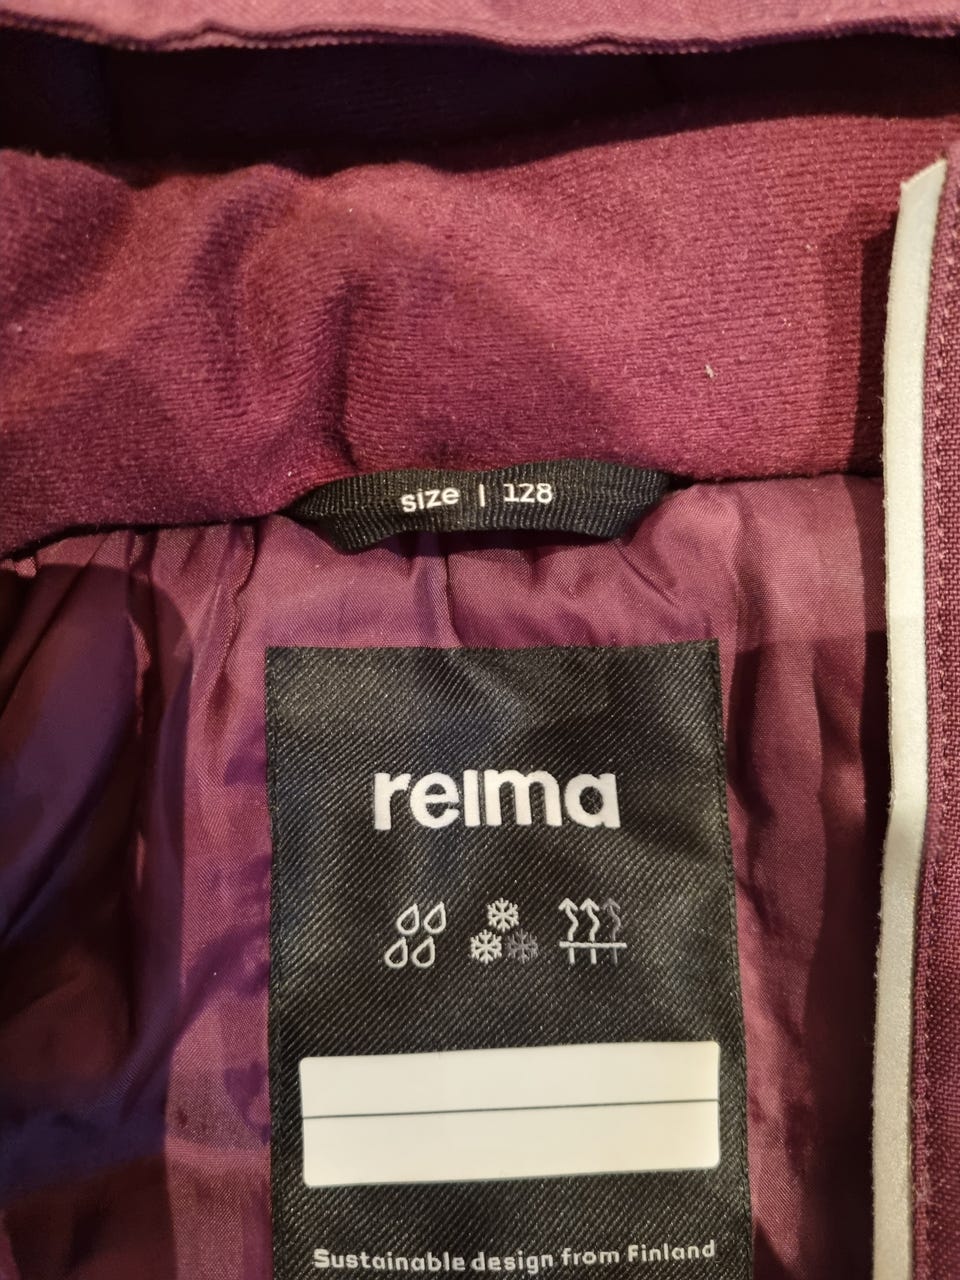 size | 128
reima
Sustainable design from Finland